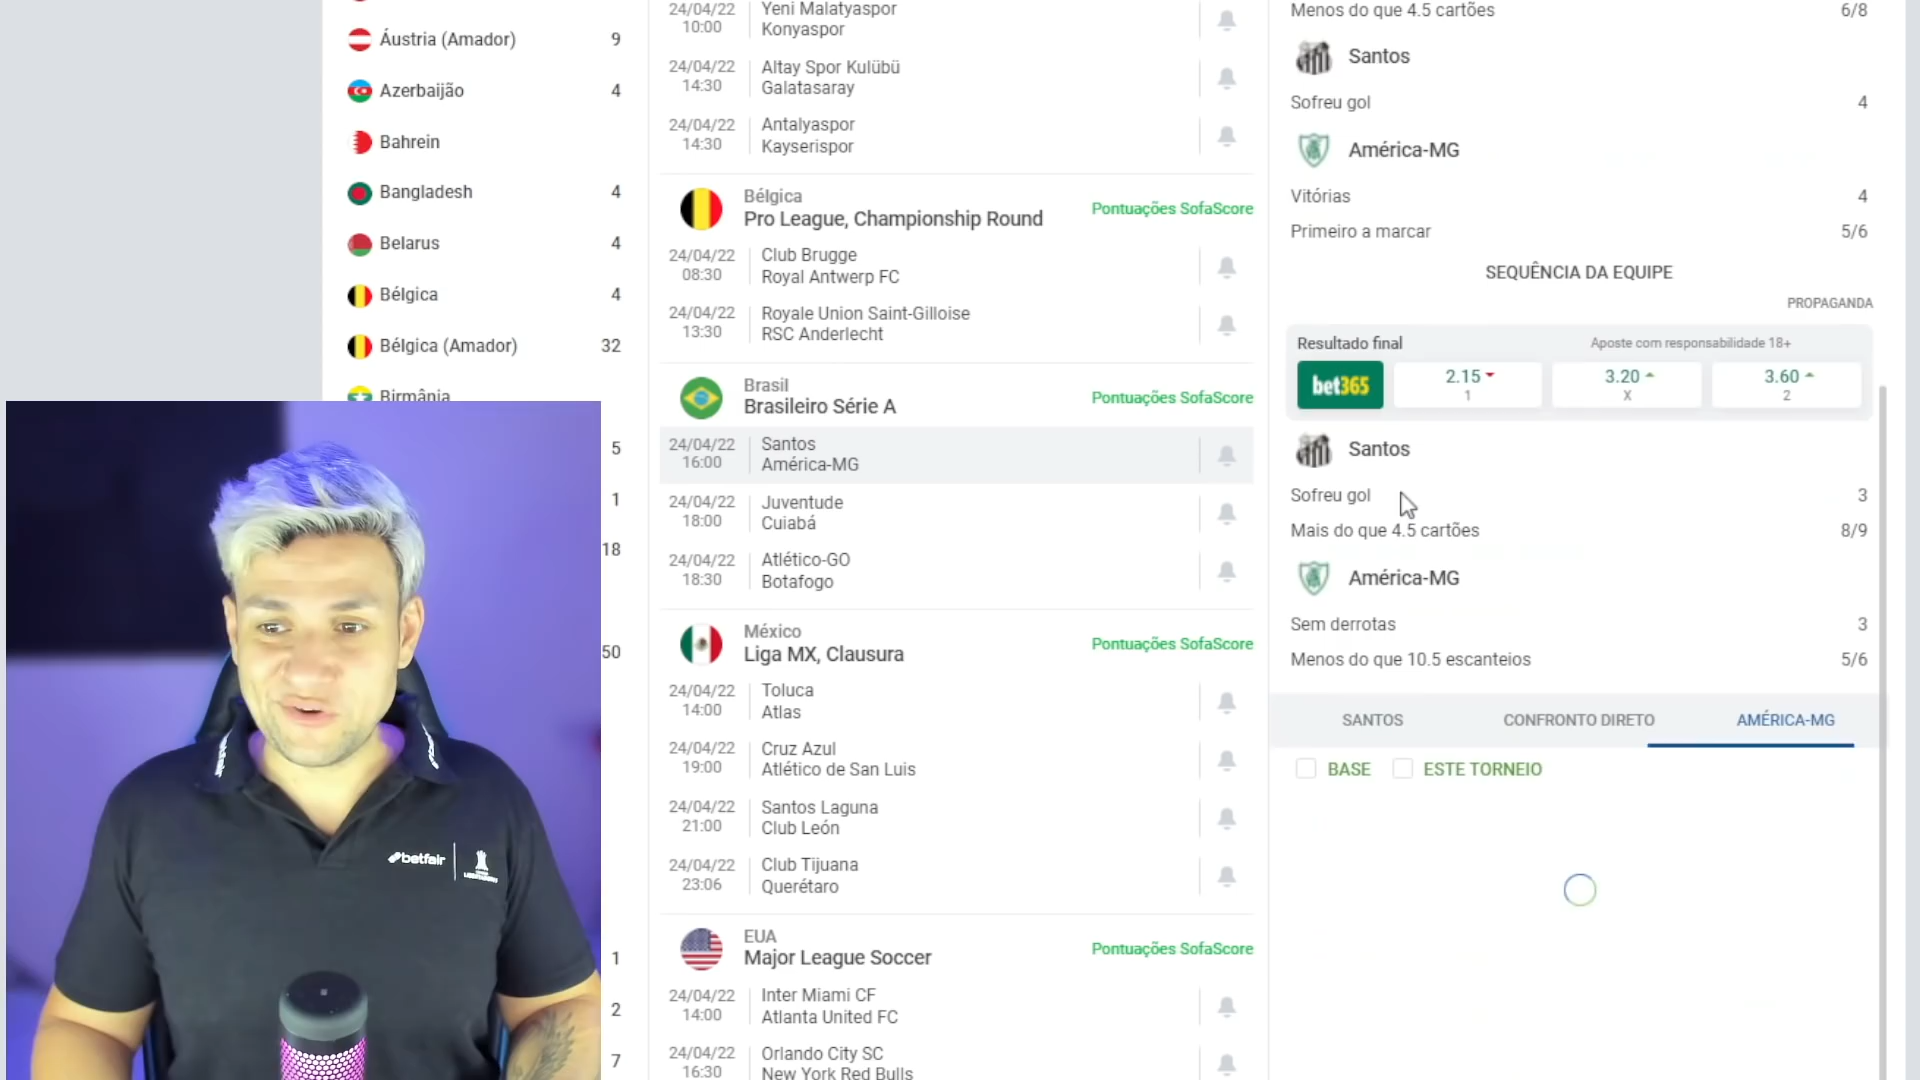 Áustria (Amador) 9
Azerbaijão 4
Bahrein
Bangladesh 4
Belarus 4
Bélgica 4
Bélgica (Amador) 32
Birmânia
5
1
18
50
1
2
7
24/04/22 Yeni Malatyaspor
10:00 Konyaspor
24/04/22 Altay Spor Kulübü
14:30 Galatasaray
24/04/22 Antalyaspor
14:30 Kayserispor
Bélgica
Pro League, Championship Round
Pontuações SofaScore
24/04/22 Club Brugge
08:30 Royal Antwerp FC
24/04/22 Royale Union Saint-Gilloise
13:30 RSC Anderlecht
Brasil
Brasileiro Série A
Pontuações SofaScore
24/04/22 Santos
16:00 América-MG
24/04/22 Juventude
18:00 Cuiabá
24/04/22 Atlético-GO
18:30 Botafogo
México
Liga MX, Clausura
Pontuações SofaScore
24/04/22 Toluca
14:00 Atlas
24/04/22 Cruz Azul
19:00 Atlético de San Luis
24/04/22 Santos Laguna
21:00 Club León
24/04/22 Club Tijuana
23:06 Querétaro
EUA
Major League Soccer
Pontuações SofaScore
24/04/22 Inter Miami CF
14:00 Atlanta United FC
24/04/22 Orlando City SC
16:30 New York Red Bulls
Menos do que 4.5 cartões 6/8
Santos
Sofreu gol 4
América-MG
Vitórias 4
Primeiro a marcar 5/6
SEQUÊNCIA DA EQUIPE
PROPAGANDA
Resultado final Aposte com responsabilidade 18+
bet365 2.15 3.20 3.60
1 X 2
Santos
Sofreu gol 3
Mais do que 4.5 cartões 8/9
América-MG
Sem derrotas 3
Menos do que 10.5 escanteios 5/6
SANTOS CONFRONTO DIRETO AMÉRICA-MG
BASE ESTE TORNEIO
betfair